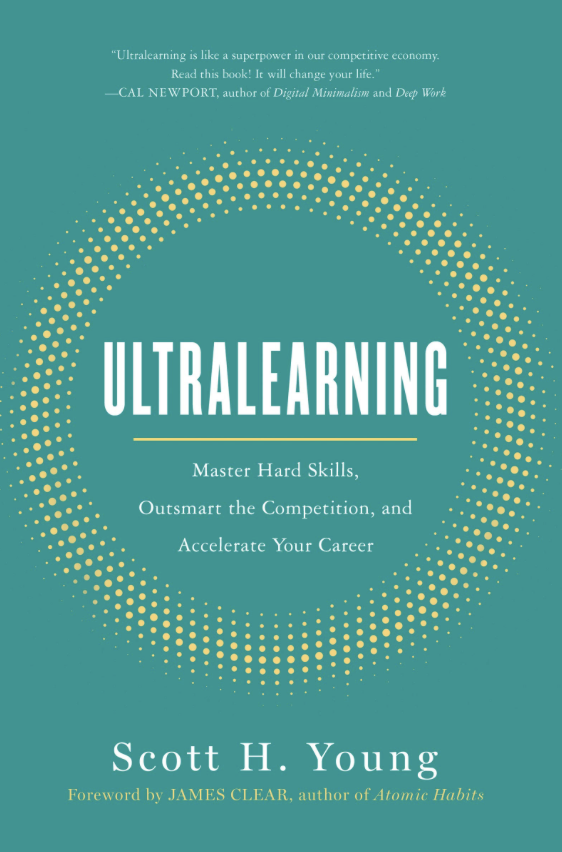 “Ultralearning is like a superpower in our competitive economy.
Read this book! It will change your life.”
—CAL NEWPORT, author of Digital Minimalism and Deep Work
ULTRALEARNING
Master Hard Skills,
Outsmart the Competition, and
Accelerate Your Career
Scott H. Young
Foreword by JAMES CLEAR, author of Atomic Habits